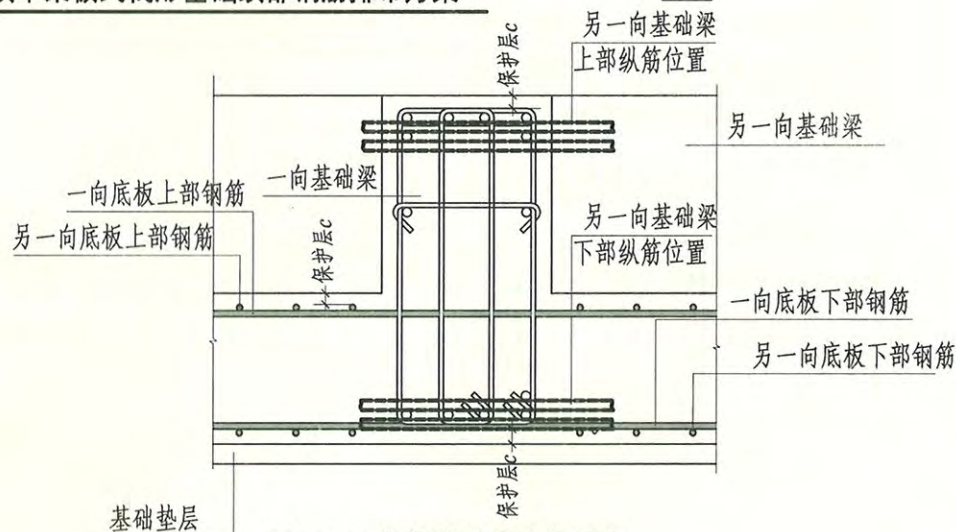 保护层c
另一向基础梁
上部纵筋位置
另一向基础梁
一向基础梁
一向底板上部钢筋
另一向底板上部钢筋
保护层c
另一向基础梁
下部纵筋位置
一向底板下部钢筋
另一向底板下部钢筋
保护层c
基础垫层